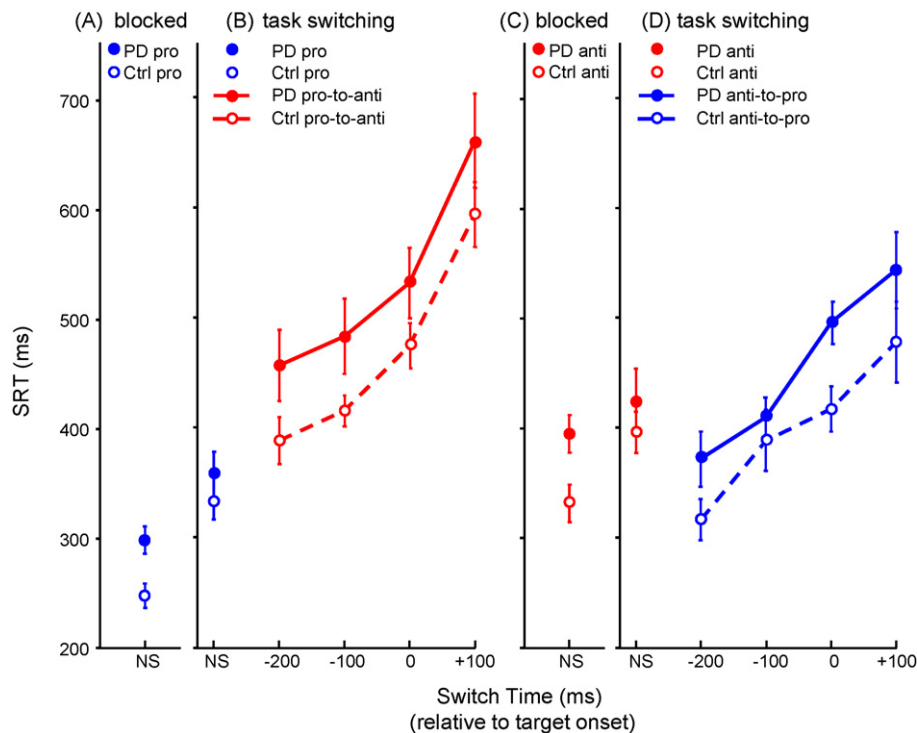 (A) blocked
PD pro
Ctrl pro
(B) task switching
PD pro
Ctrl pro
PD pro-to-anti
Ctrl pro-to-anti
(C) blocked
PD anti
Ctrl anti
(D) task switching
PD anti
Ctrl anti
PD anti-to-pro
Ctrl anti-to-pro
700
600
500
400
300
200
SRT (ms)
NS
NS -200 -100 0 +100
NS
NS -200 -100 0 +100
Switch Time (ms)
(relative to target onset)